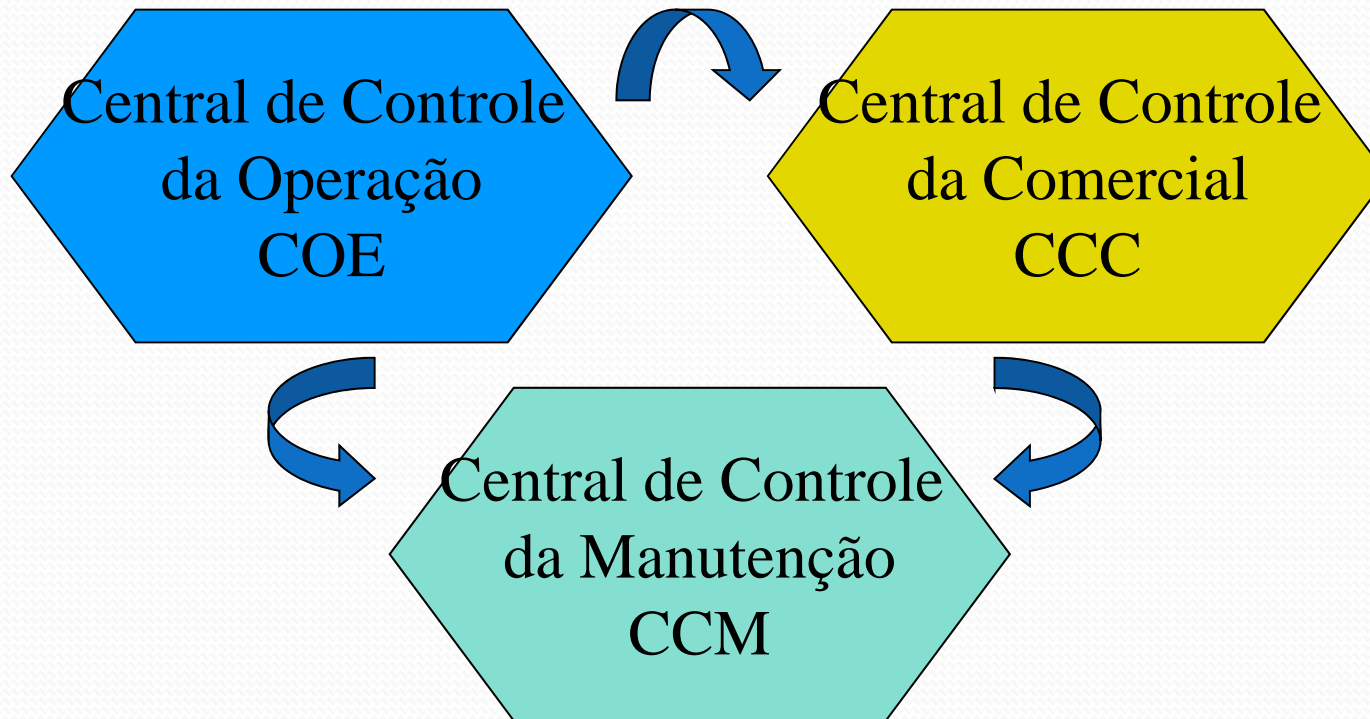 Central de Controle
da Operação
COE
Central de Controle
da Comercial
CCC
Central de Controle
da Manutenção
CCM